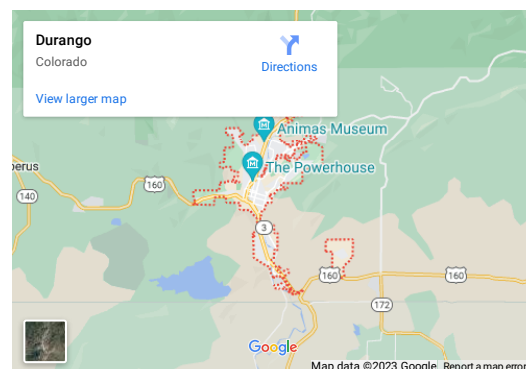 Durango
Colorado
Directions
View larger map
Animas Museum
The Powerhouse
perus
160
140
3
160
160
172
Google
Map data ©2023 Google
Report a map error